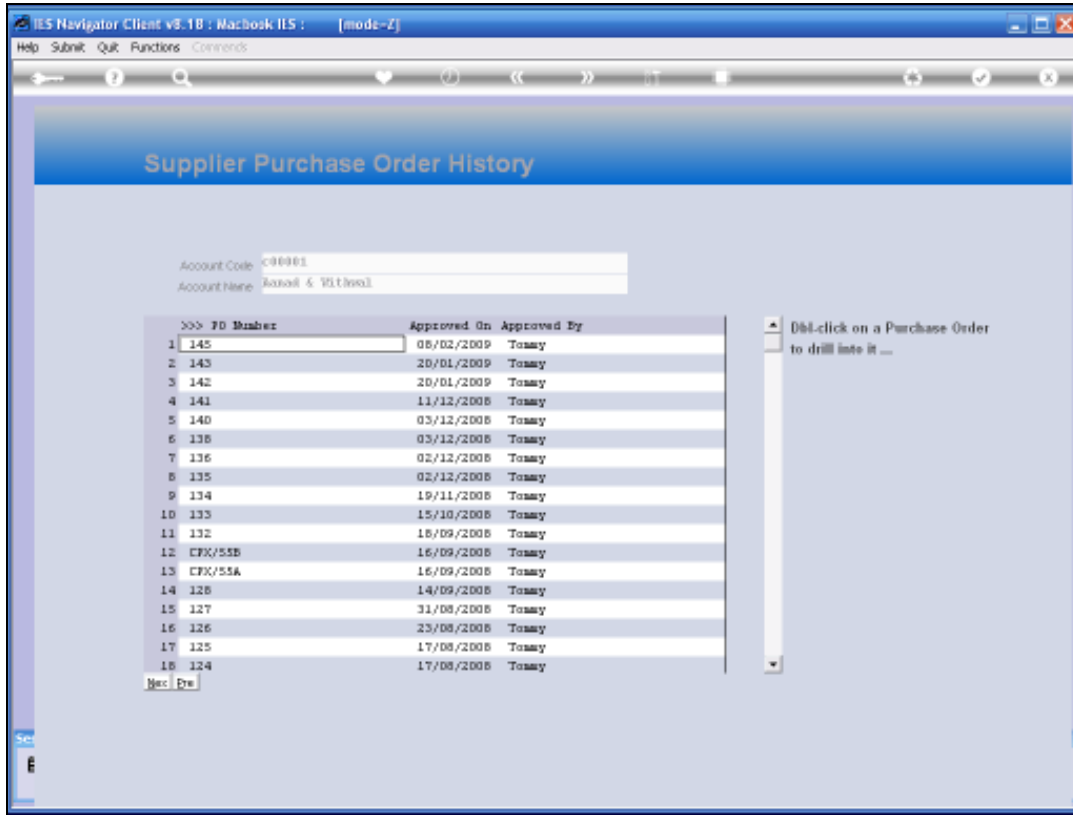 IES Navigator Client v8.18 : Macbook IES : [mode=Z]
Help Submit Quit Functions Commends
Supplier Purchase Order History
Account Code c00001
Account Name & Vithwal
>>> PO Number Approved On Approved By
1 145 08/02/2009 Tommy
2 143 20/01/2009 Tommy
3 142 20/01/2009 Tommy
4 141 11/12/2008 Tommy
5 140 03/12/2008 Tommy
6 138 03/12/2008 Tommy
7 136 02/12/2008 Tommy
8 135 02/12/2008 Tommy
9 134 19/11/2008 Tommy
10 133 15/10/2008 Tommy
11 132 18/09/2008 Tommy
12 CPX/55B 16/09/2008 Tommy
13 CPX/55A 16/09/2008 Tommy
14 128 14/09/2008 Tommy
15 127 31/08/2008 Tommy
16 126 23/08/2008 Tommy
17 125 17/08/2008 Tommy
18 124 17/08/2008 Tommy
Dbl-click on a Purchase Order
to drill into it ...
Nex Pre